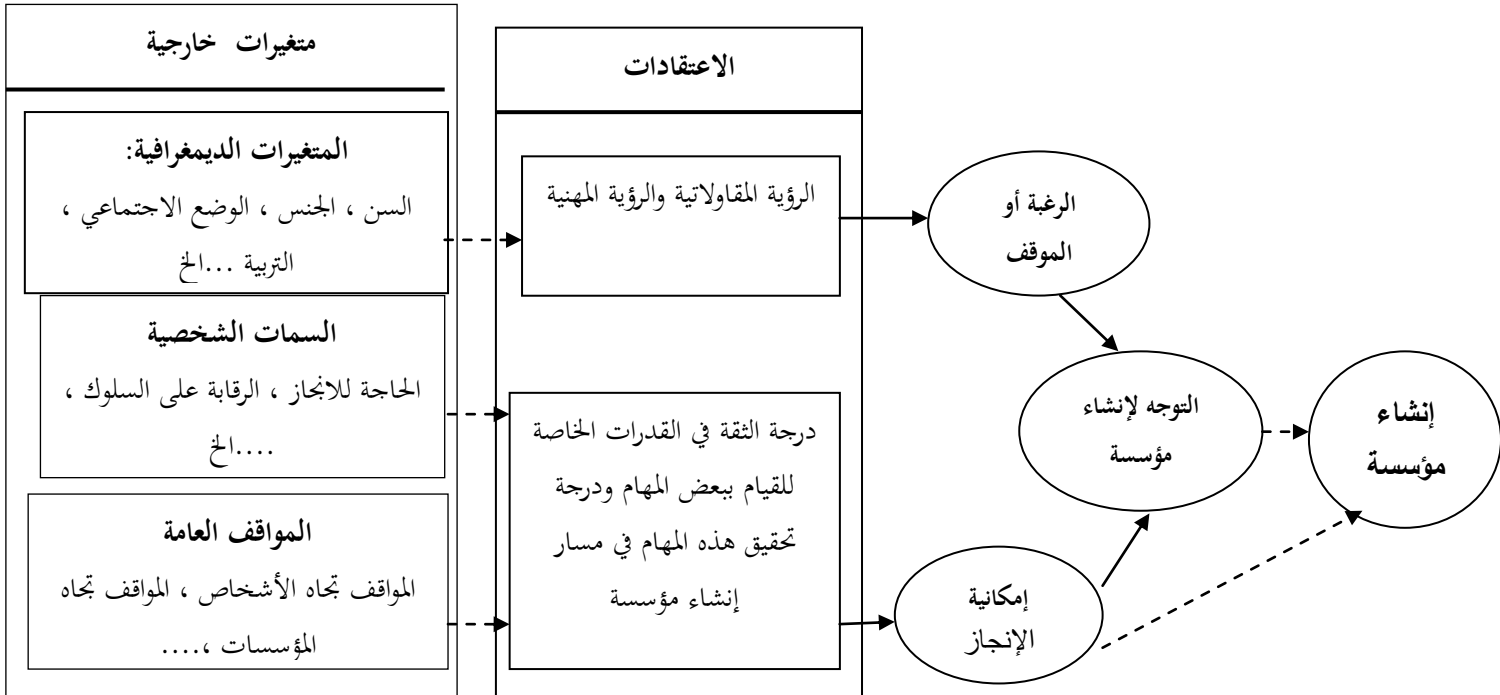 متغيرات خارجية
المتغيرات الديمغرافية:
السن ، الجنس ، الوضع الاجتماعي ،
التربية ...الخ
السمات الشخصية
الحاجة للانجاز ، الرقابة على السلوك ،
....الخ
المواقف العامة
المواقف تجاه الأشخاص ، المواقف تجاه
المؤسسات ،....
الاعتقادات
الرؤية المقاولاتية والرؤية المهنية
درجة الثقة في القدرات الخاصة
للقيام ببعض المهام ودرجة
تحقيق هذه المهام في مسار
إنشاء مؤسسة
الرغبة أو
الموقف
إمكانية
الإنجاز
التوجه لإنشاء
مؤسسة
إنشاء
مؤسسة